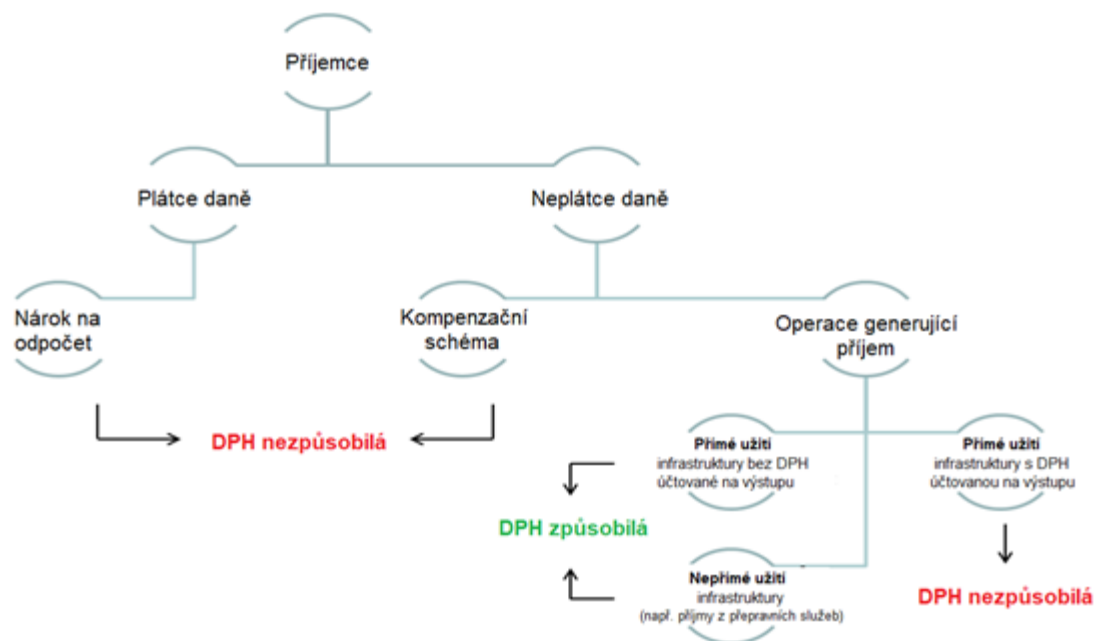 Příjemce
Plátce daně
Neplátce daně
Nárok na
odpočet
Kompenzační
schéma
Operace generující
příjem
DPH nezpůsobilá
Přímé užití
infrastruktury bez DPH
účtované na výstupu
Přímé užití
infrastruktury s DPH
účtovanou na výstupu
DPH způsobilá
Nepřímé užití
infrastruktury
(např. příjmy z přepravních služeb)
DPH nezpůsobilá